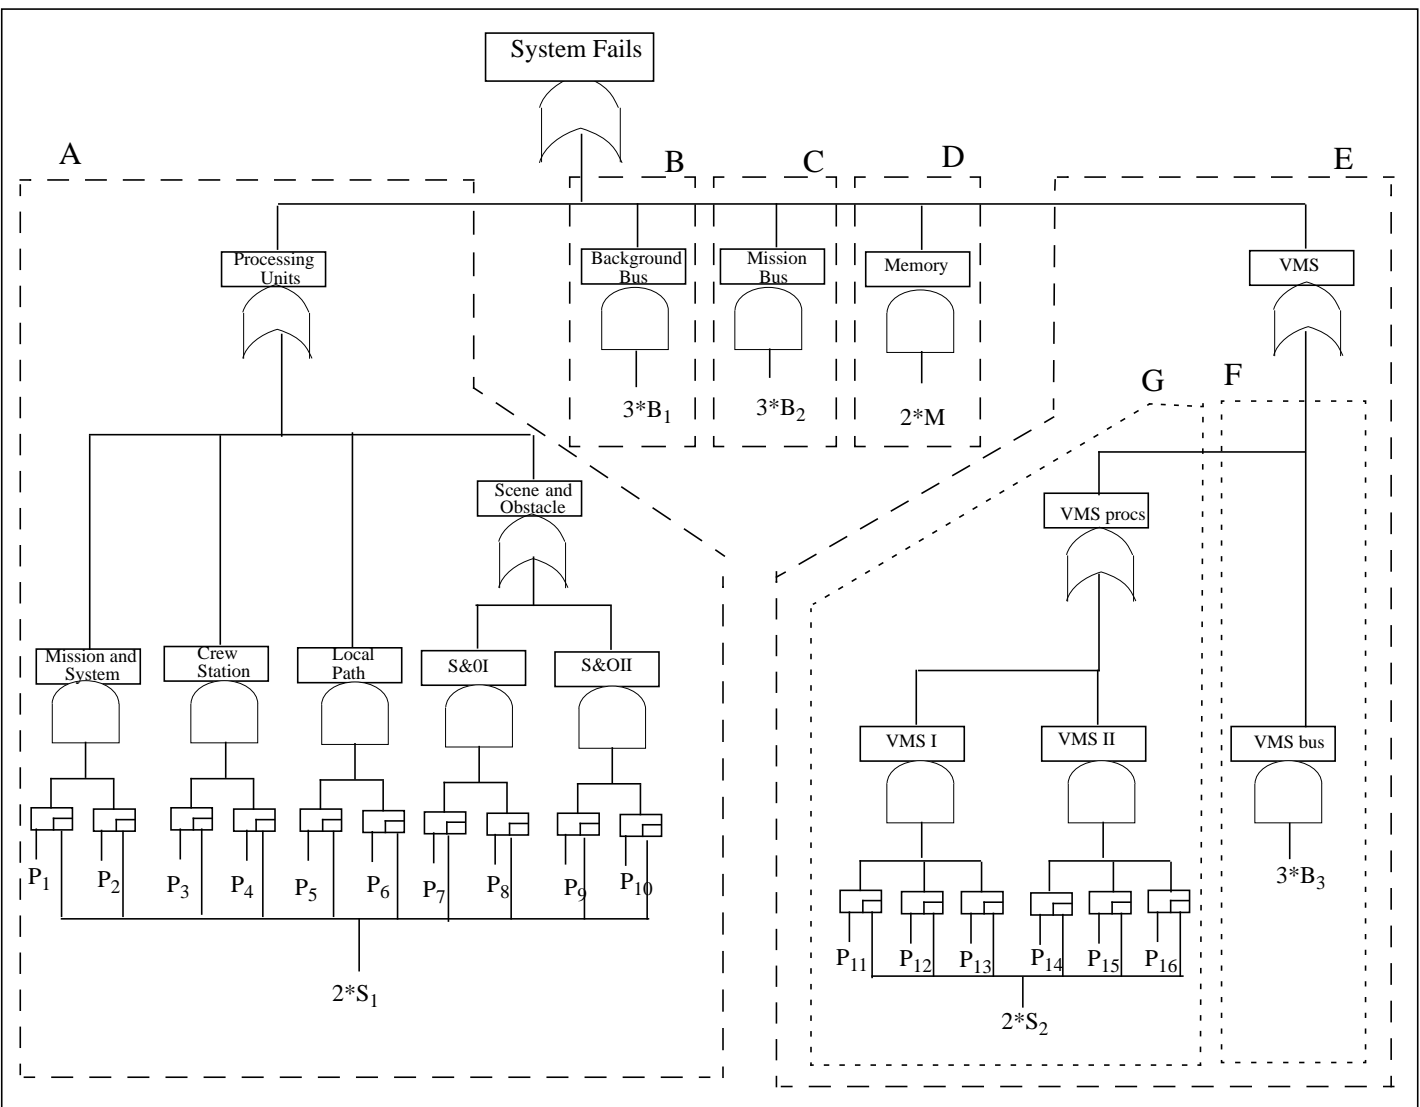 System Fails
A
B
C
D
E
Processing
Units
Background
Bus
Mission
Bus
Memory
VMS
3*B1
3*B2
2*M
G
F
Scene and
Obstacle
VMS procs
Mission and
System
Crew
Station
Local
Path
S&0I
S&OII
VMS I
VMS II
VMS bus
P1
P2
P3
P4
P5
P6
P7
P8
P9
P10
3*B3
P11
P12
P13
P14
P15
P16
2*S1
2*S2